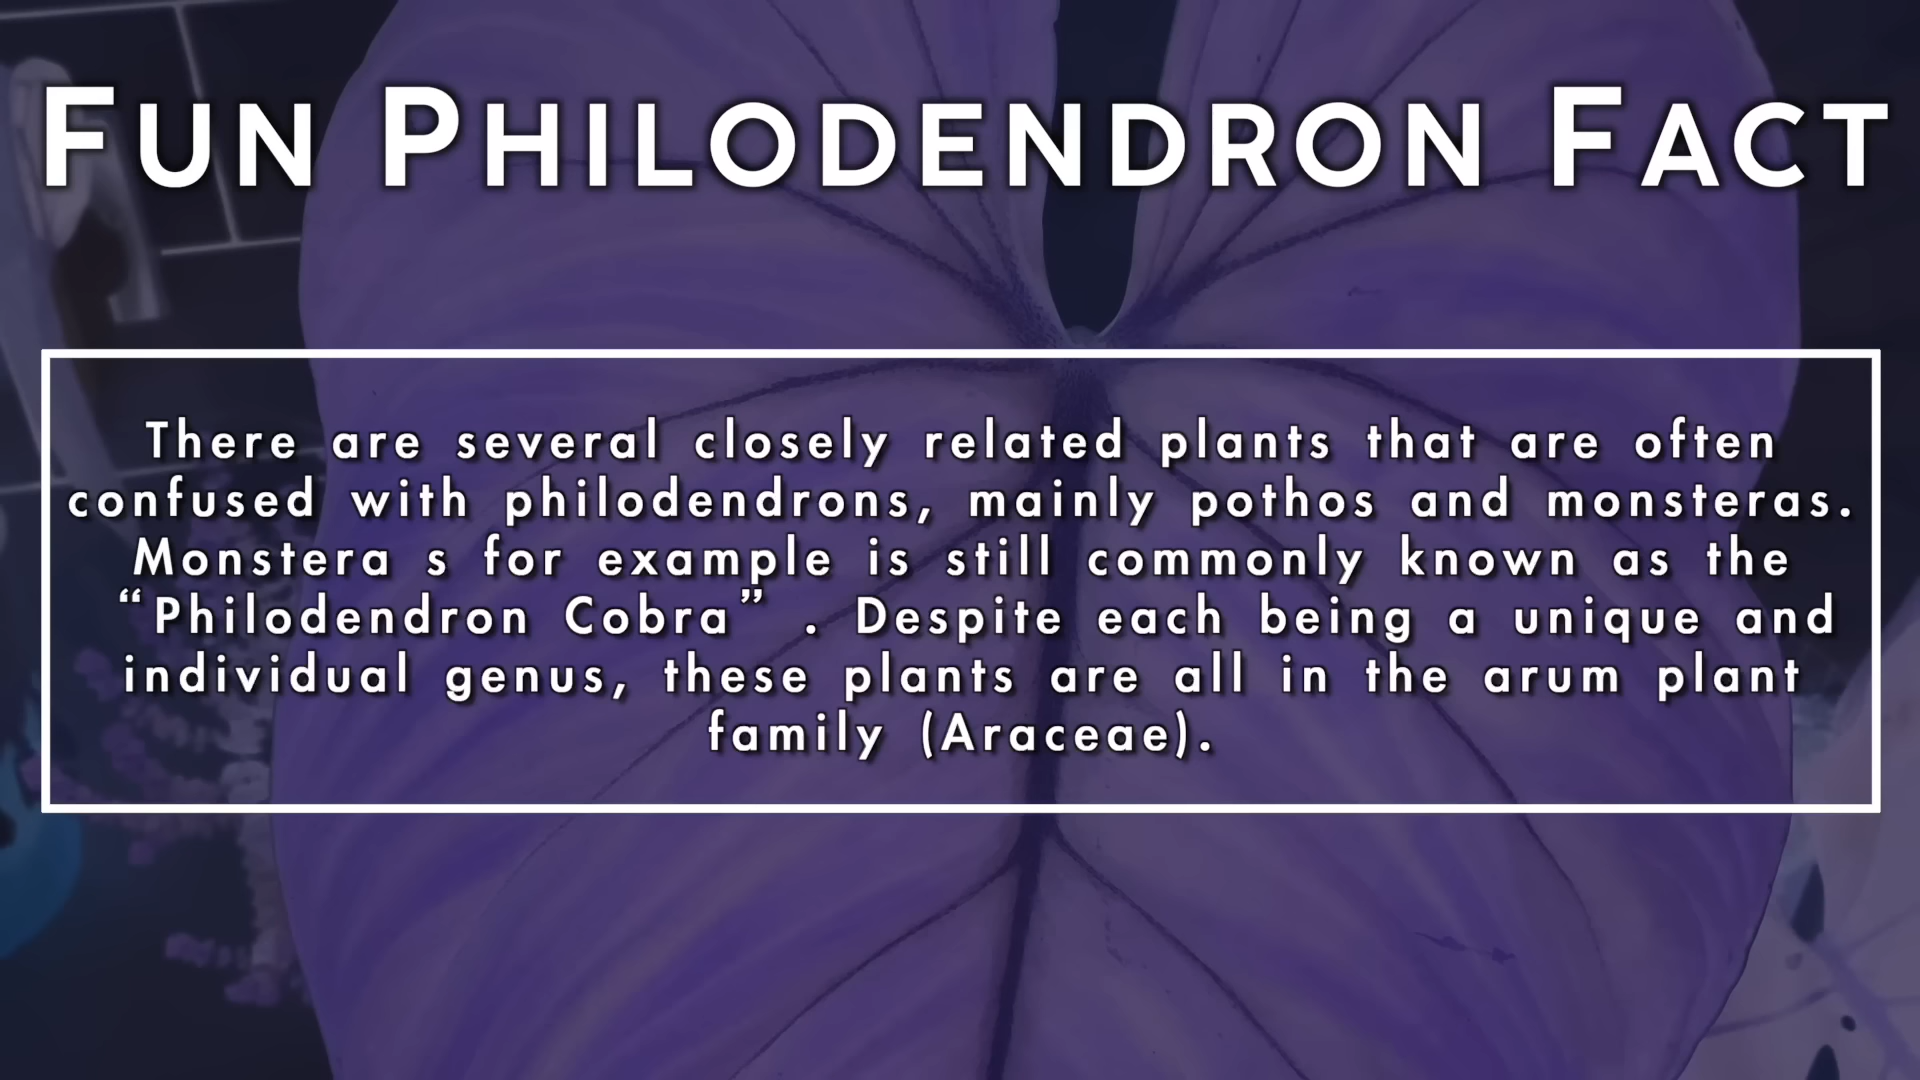 FUN PHILODENDRON FACT
There are several closely related plants that are often
confused with philodendrons, mainly pothos and monsteras.
Monstera s for example is still commonly known as the
“Philodendron Cobra” . Despite each being a unique and
individual genus, these plants are all in the arum plant
family (Araceae).